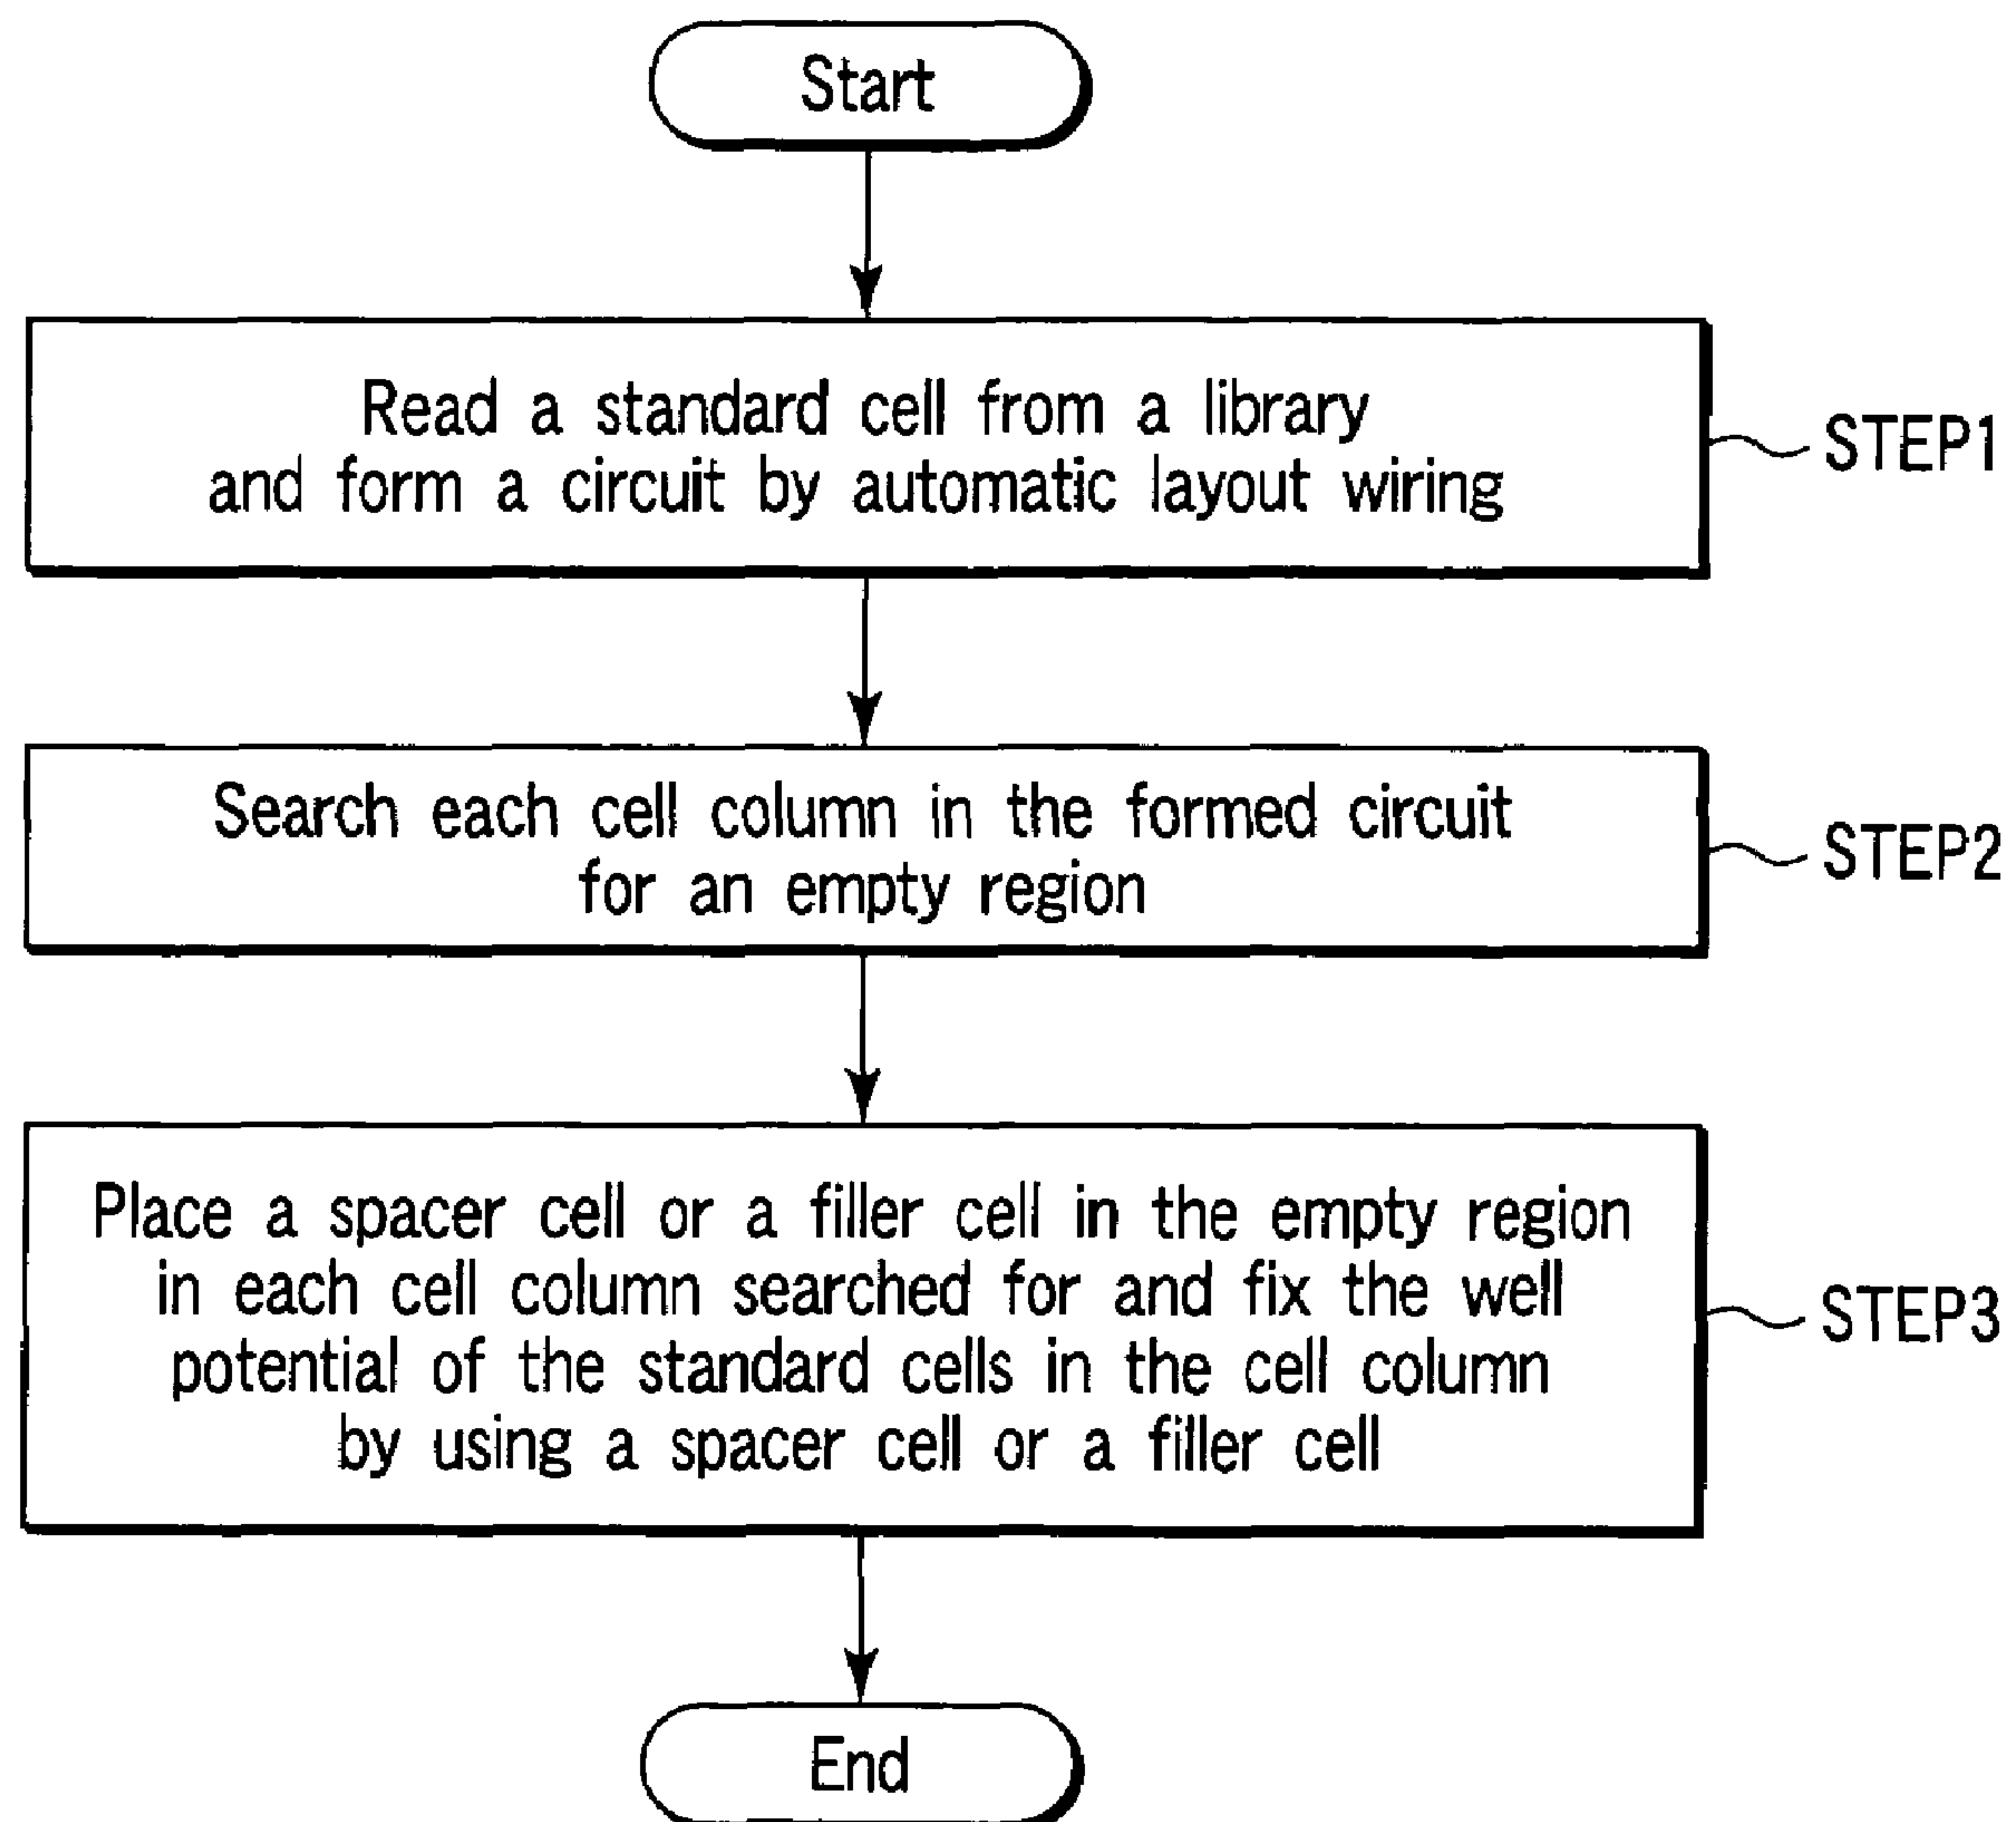 Start
Read a standard cell from a library
and form a circuit by automatic layout wiring
STEP1
Search each cell column in the formed circuit
for an empty region
STEP2
Place a spacer cell or a filler cell in the empty region
in each cell column searched for and fix the well
potential of the standard cells in the cell column
by using a spacer cell or a filler cell
STEP3
End